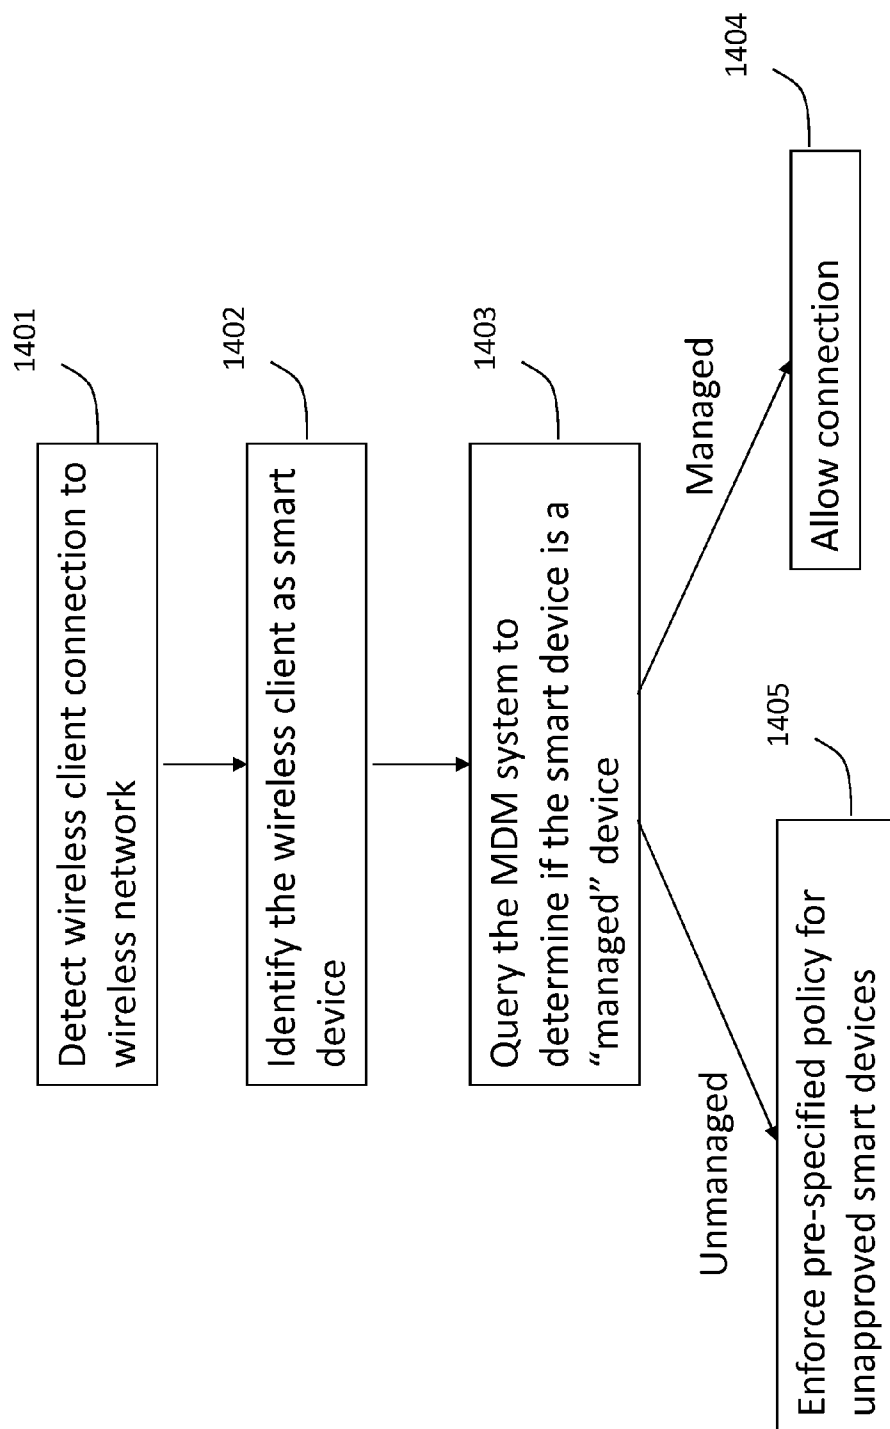 Detect wireless client connection to
wireless network
1401
Identify the wireless client as smart
device
1402
Query the MDM system to
determine if the smart device is a
“managed” device
1403
Unmanaged
Managed
Enforce pre-specified policy for
unapproved smart devices
1405
Allow connection
1404